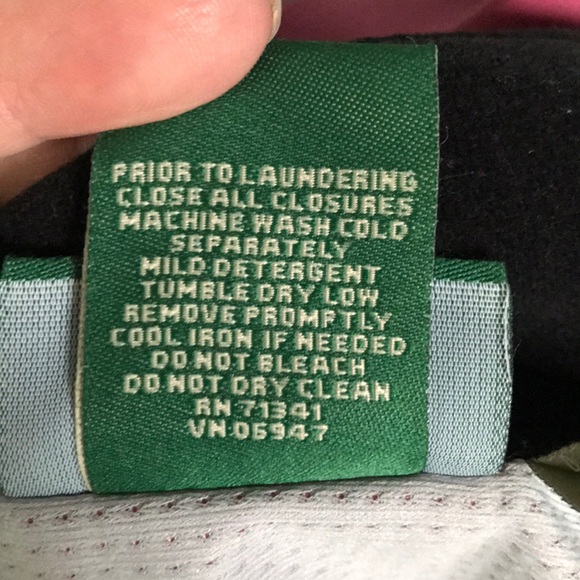 PRIOR TO LAUNDERING
CLOSE ALL CLOSURES
MACHINE WASH COLD
SEPARATELY
MILD DETERGENT
TUMBLE DRY LOW
REMOVE PROMPTLY
COOL IRON IF NEEDED
DO NOT BLEACH
DO NOT DRY CLEAN
RN 71341
VN 06947